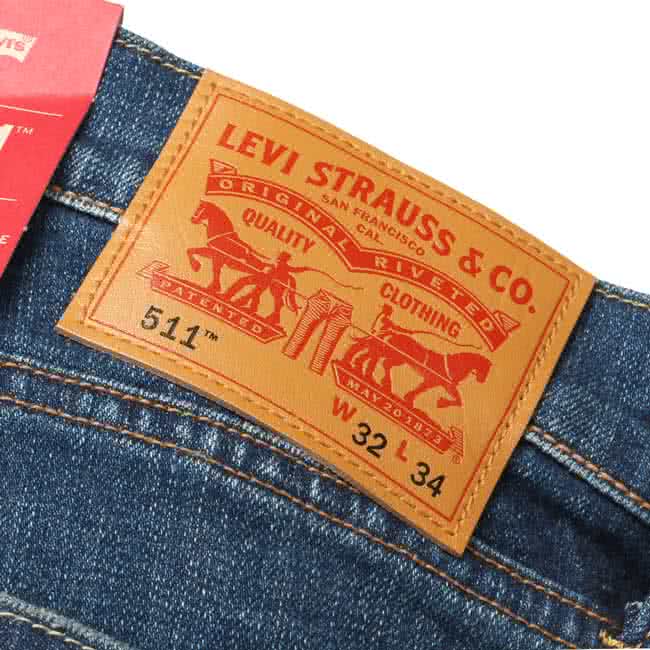 LEVI STRAUSS & CO.
SAN FRANCISCO
CAL.
ORIGINAL RIVETED
QUALITY CLOTHING
PATENTED
MAY 20 1873
511™
W 32 L 34